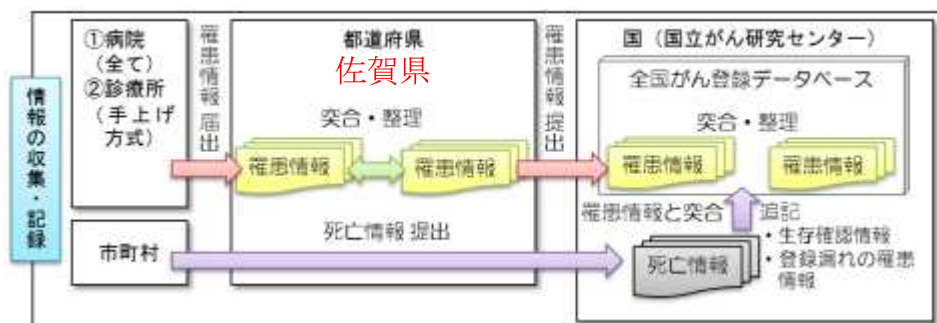 情報の収集・記録
①病院
(全て)
②診療所
(手上げ
方式)
市町村
罹患情報 届出
都道府県
佐賀県
突合・整理
罹患情報
罹患情報
死亡情報 提出
罹患情報 提出
国(国立がん研究センター)
全国がん登録データベース
突合・整理
罹患情報
罹患情報
罹患情報と突合
追記
死亡情報
・生存確認情報
・登録漏れの罹患
情報